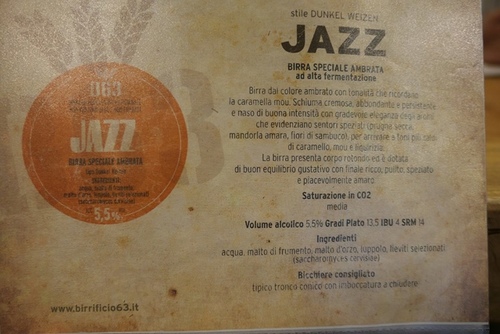 stile DUNKEL WEIZEN
JAZZ
BIRRA SPECIALE AMBRATA
ad alta fermentazione
Birra dal colore ambrato con tonalità che ricordano
la caramella mou. Schiuma cremosa, abbondente e persistente
e naso di buona intensità con gradevole eleganza degli aromi
che evidenziano sentori speziati, prugne secca,
mandorla amara, fiori di sambuco, per arrivare a toni più caldi
di caramello, mou e liquirizia.
La birra presenta corpo rotondo ed è dotata
di buon equilibrio gustativo con finale ricco, pulito, speziato
e piacevolmente amaro.
Saturazione in CO2
media
Volume alcolico 5,5% Gradi Plato 13,5 IBU 4 SRM 14
Ingredienti
acqua, malto di frumento, malto d'orzo, luppolo, lieviti selezionati
(saccharomyces cervisiae)
Bicchiere consigliato
tipico tronco conico con imboccatura a chiudere
063
JAZZ
BIRRA SPECIALE AMBRATA
5,5%
www.birrificio63.it